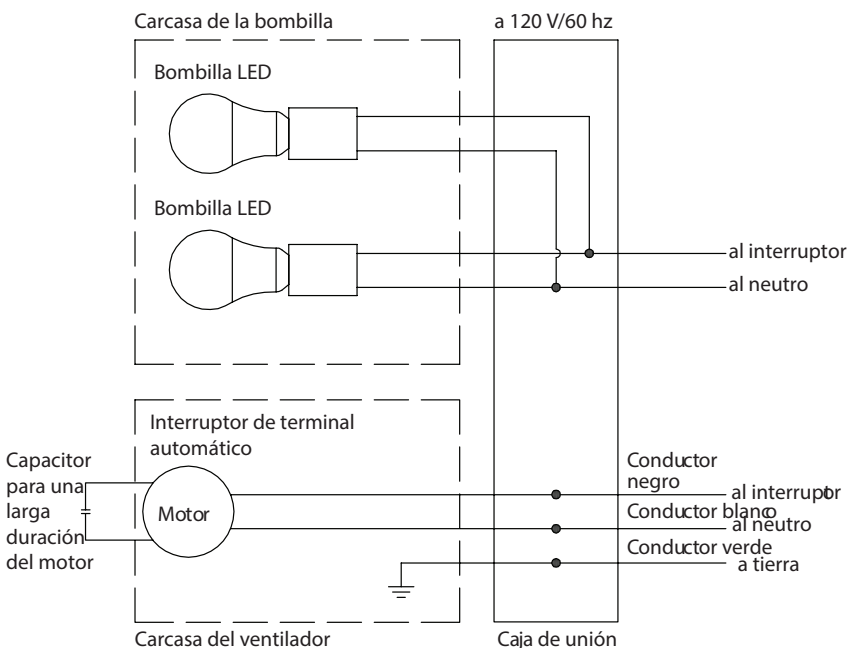 Carcasa de la bombilla
a 120 V/60 hz
Bombilla LED
Bombilla LED
al interruptor
al neutro
Interruptor de terminal
automático
Capacitor
para una
larga
duración
del motor
Motor
Conductor
negro
al interruptor
Conductor blanco
al neutro
Conductor verde
a tierra
Carcasa del ventilador
Caja de unión